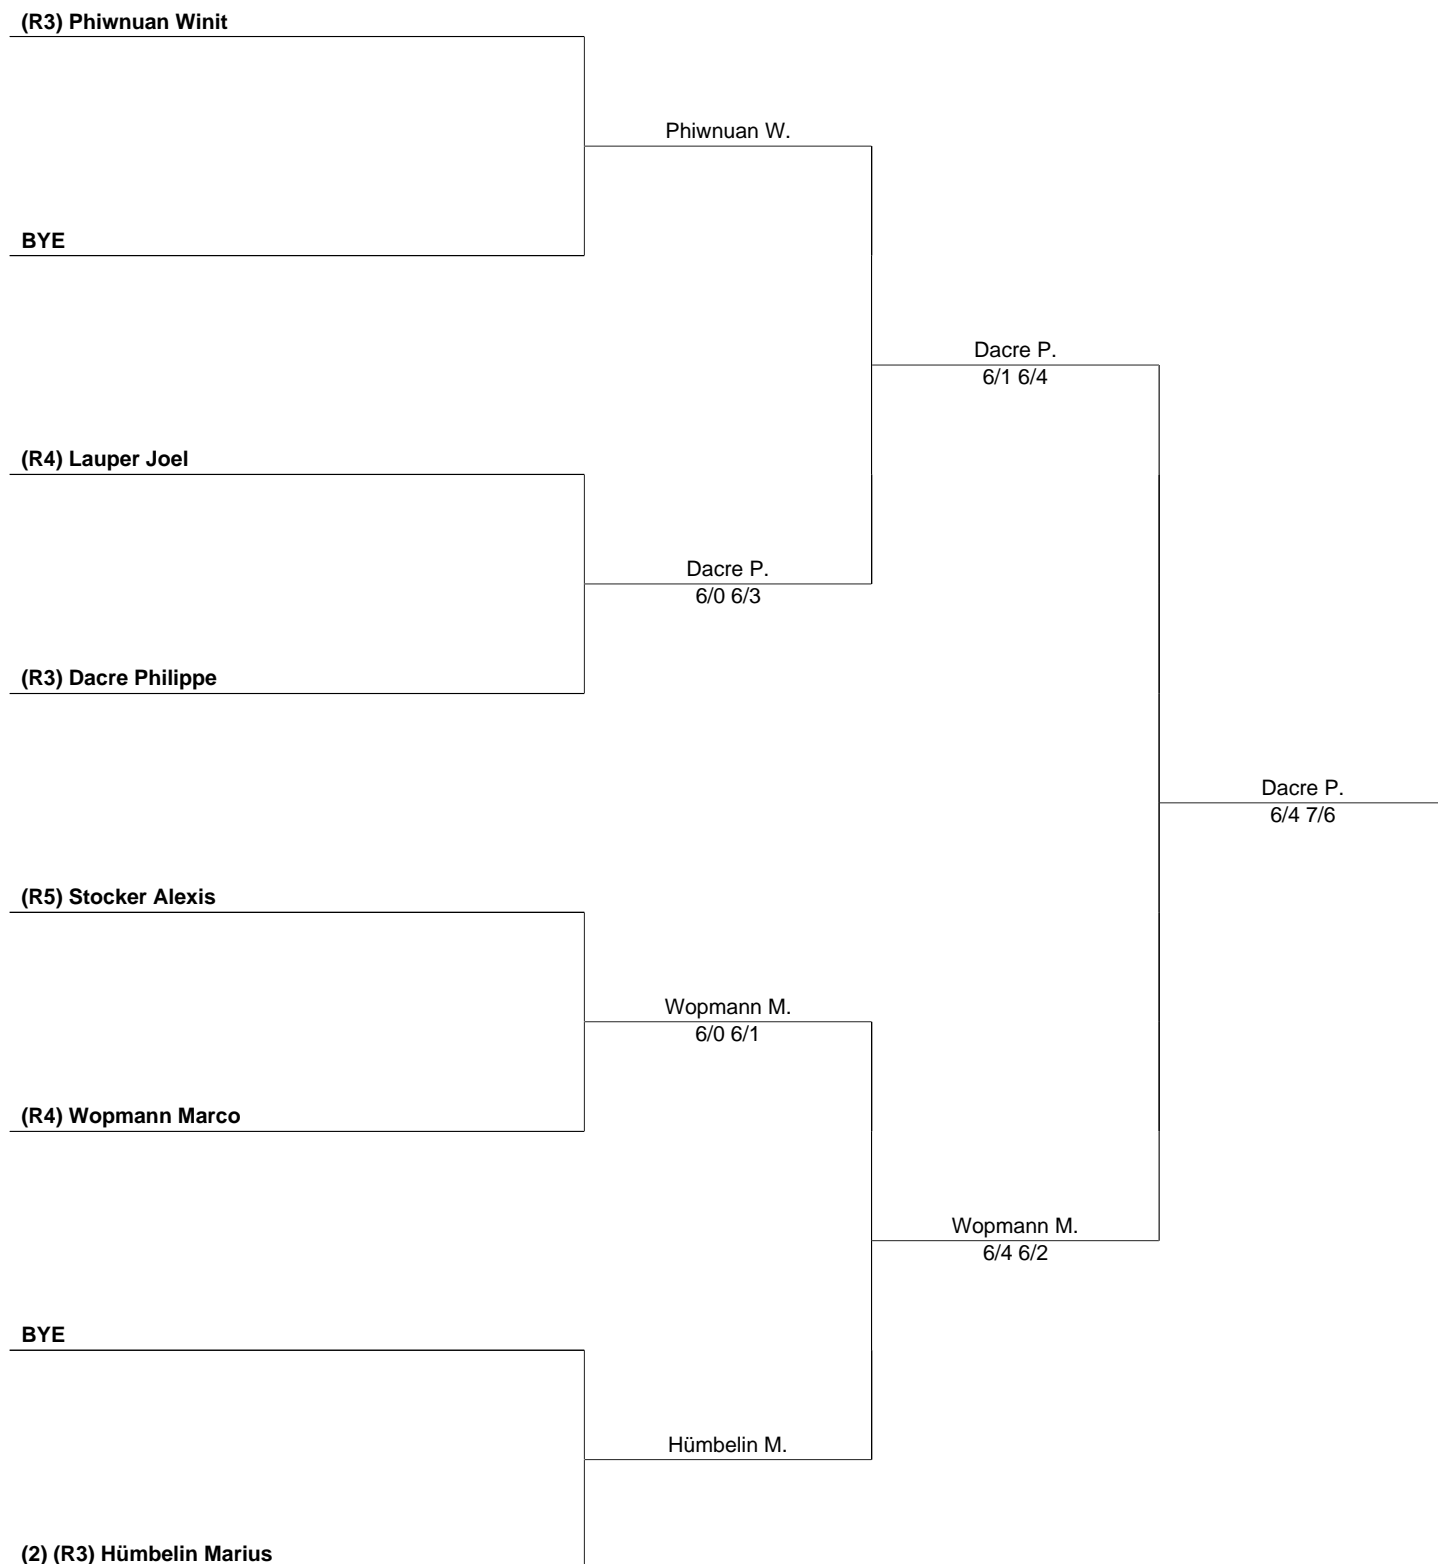 (R3) Phiwnuan Winit
Phiwnuan W.
BYE
Dacre P.
6/1 6/4
(R4) Lauper Joel
Dacre P.
6/0 6/3
(R3) Dacre Philippe
Dacre P.
6/4 7/6
(R5) Stocker Alexis
Wopmann M.
6/0 6/1
(R4) Wopmann Marco
Wopmann M.
6/4 6/2
BYE
Hümbelin M.
(2) (R3) Hümbelin Marius